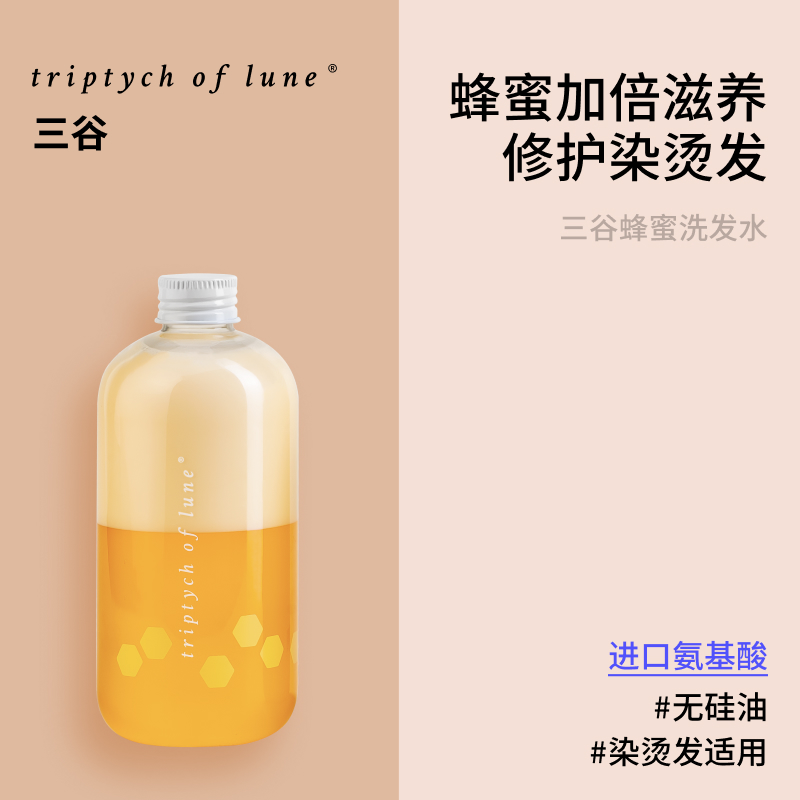 triptych of lune®
三谷
蜂蜜加倍滋养
修护染烫发
三谷蜂蜜洗发水
triptych of lune®
进口氨基酸
#无硅油
#染烫发适用